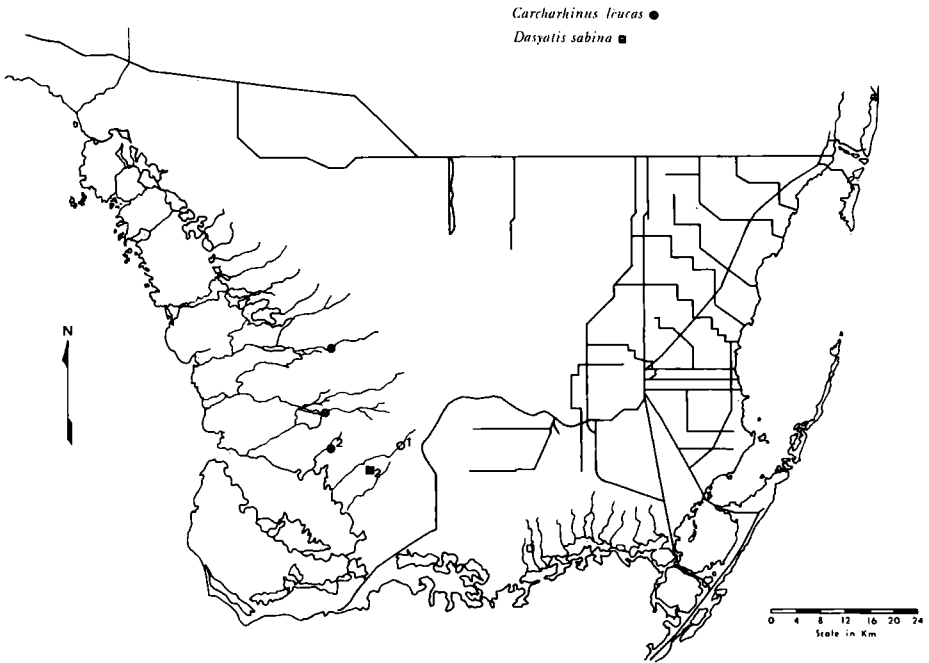 Carcharhinus leucas
Dasyatis sabina
N
2
1
2
0 4 8 12 16 20 24
Scale in Km